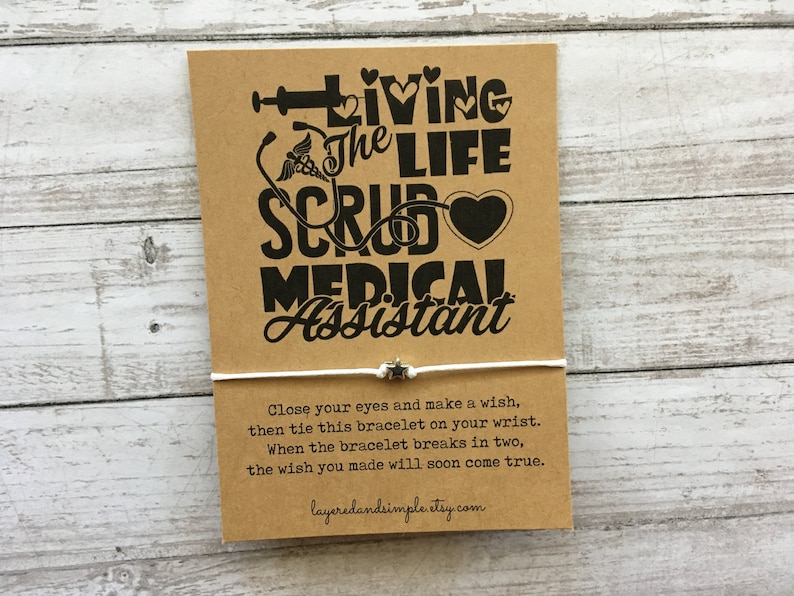 LiViNG
The LIFE
SCRUB
MEDICAL
Assistant
Close your eyes and make a wish,
then tie this bracelet on your wrist.
When the bracelet breaks in two,
the wish you made will soon come true.
layeredandsimple.etsy.com